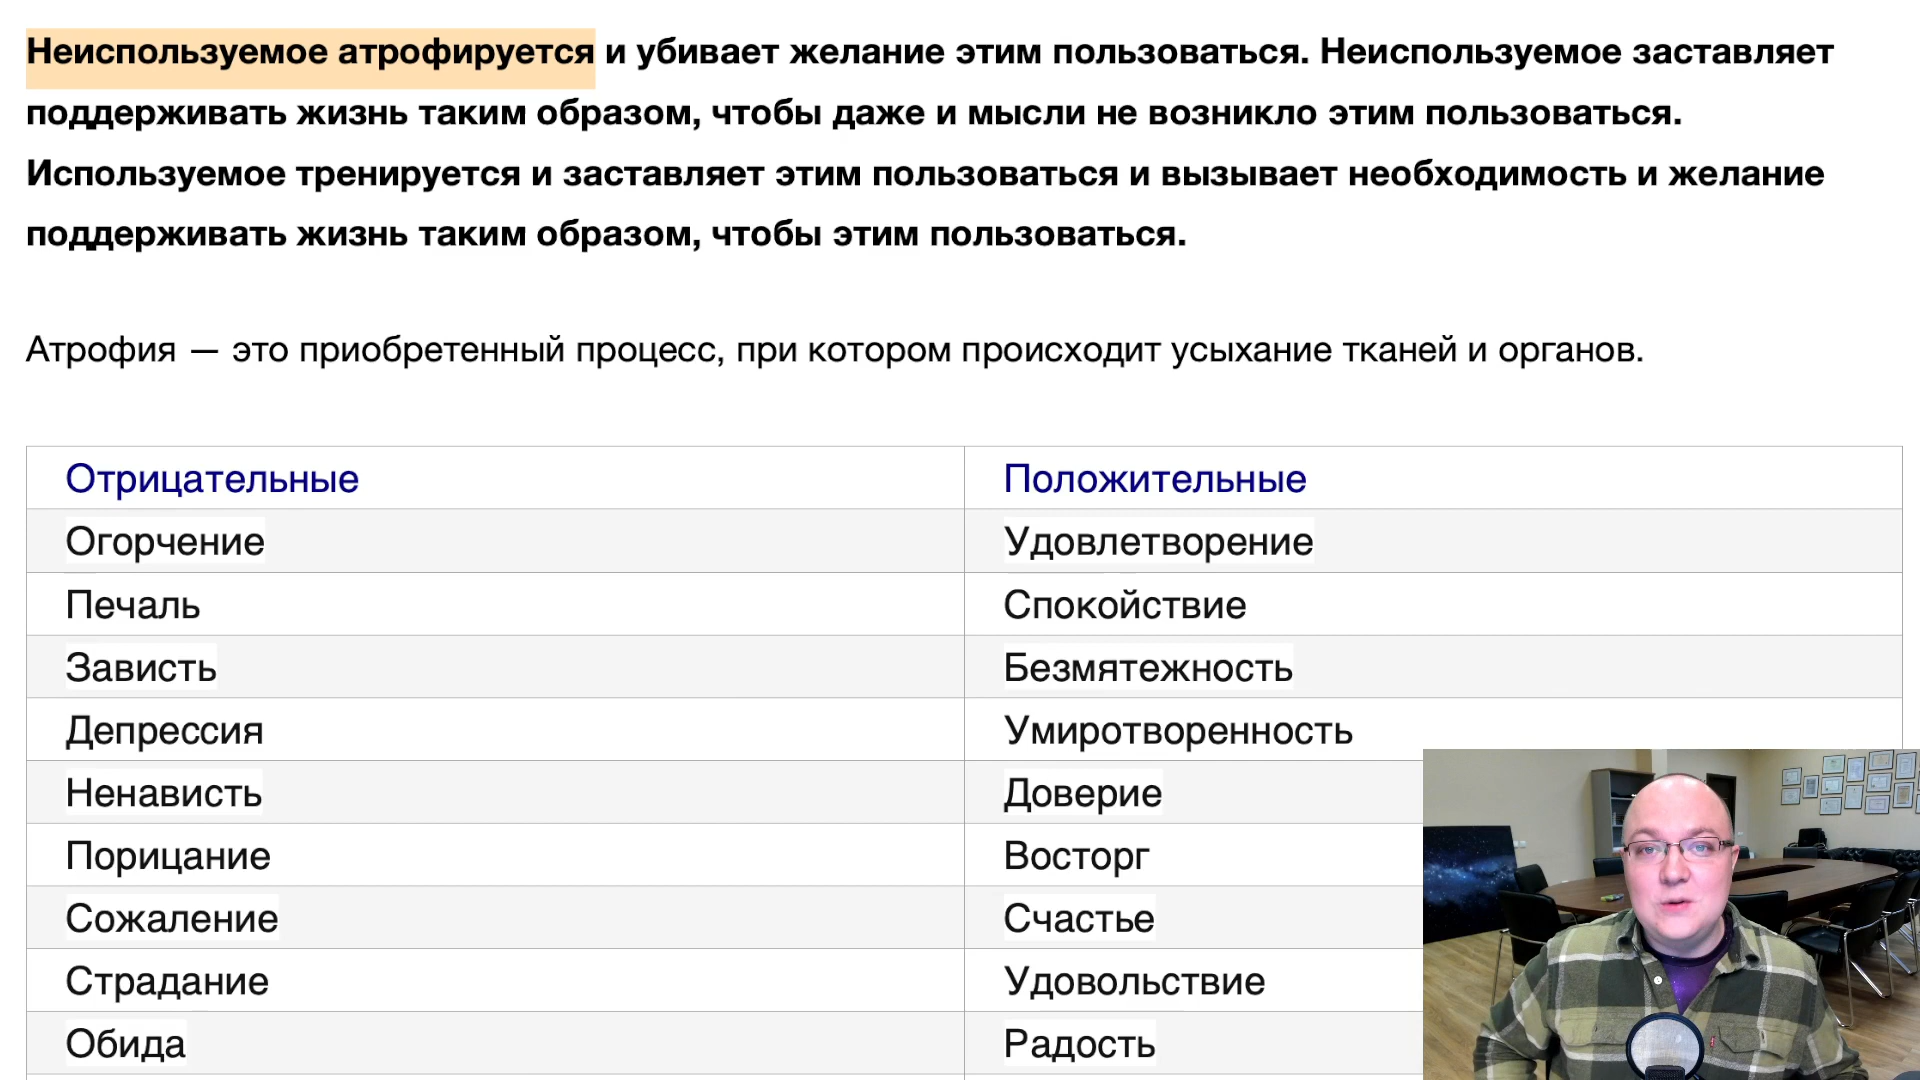 Неиспользуемое атрофируется и убивает желание этим пользоваться. Неиспользуемое заставляет
поддерживать жизнь таким образом, чтобы даже и мысли не возникло этим пользоваться.
Используемое тренируется и заставляет этим пользоваться и вызывает необходимость и желание
поддерживать жизнь таким образом, чтобы этим пользоваться.
Атрофия — это приобретенный процесс, при котором происходит усыхание тканей и органов.
Отрицательные Положительные
Огорчение Удовлетворение
Печаль Спокойствие
Зависть Безмятежность
Депрессия Умиротворенность
Ненависть Доверие
Порицание Восторг
Сожаление Счастье
Страдание Удовольствие
Обида Радость